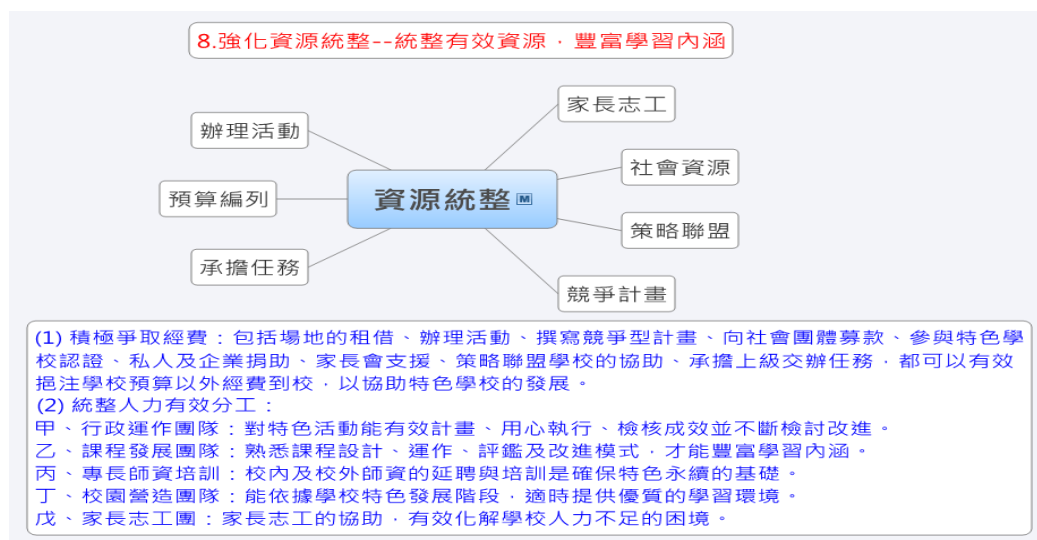 8.強化資源統整--統整有效資源，豐富學習內涵
家長志工
辦理活動
社會資源
預算編列
資源統整
策略聯盟
承擔任務
競爭計畫
(1) 積極爭取經費：包括場地的租借、辦理活動、撰寫競爭型計畫、向社會團體募款、參與特色學
校認證、私人及企業捐助、家長會支援、策略聯盟學校的協助、承擔上級交辦任務，都可以有效
挹注學校預算以外經費到校，以協助特色學校的發展。
(2) 統整人力有效分工：
甲、行政運作團隊：對特色活動能有效計畫、用心執行、檢核成效並不斷檢討改進。
乙、課程發展團隊：熟悉課程設計、運作、評鑑及改進模式，才能豐富學習內涵。
丙、專長師資培訓：校內及校外師資的延聘與培訓是確保特色永續的基礎。
丁、校園營造團隊：能依據學校特色發展階段，適時提供優質的學習環境。
戊、家長志工團：家長志工的協助，有效化解學校人力不足的困境。